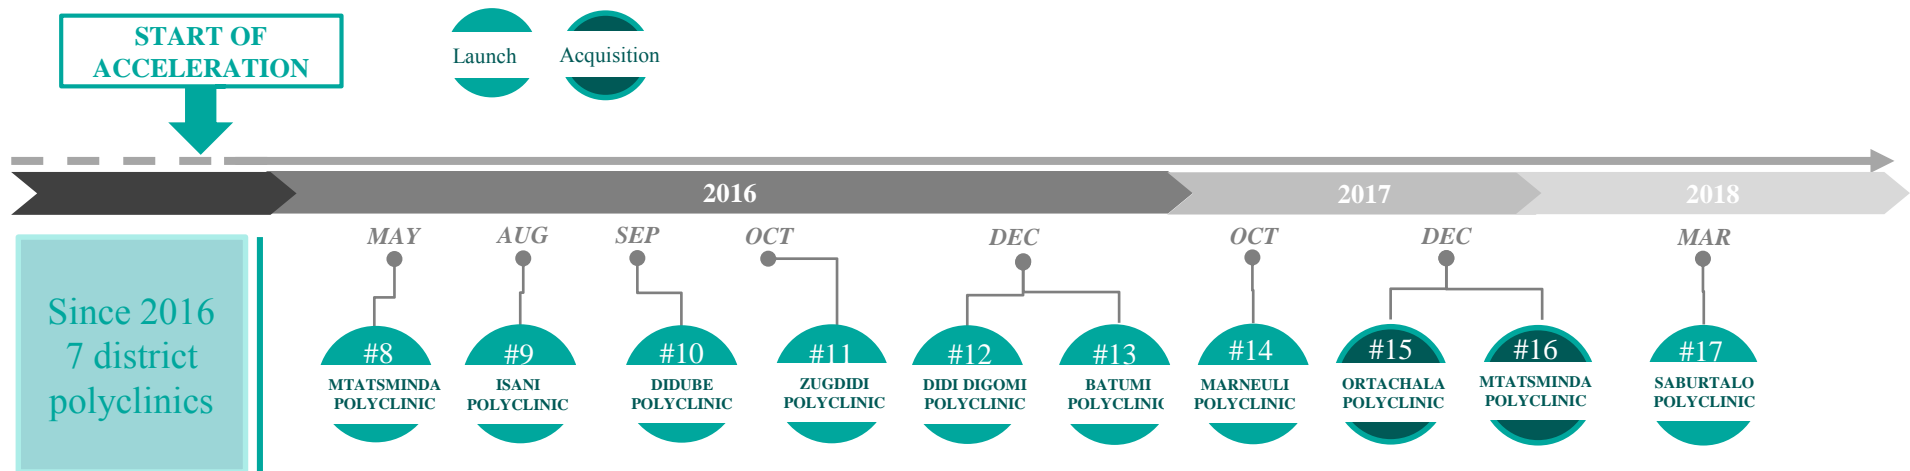 START OF
ACCELERATION
Launch
Acquisition
2016
2017
2018
MAY
AUG
SEP
OCT
DEC
OCT
DEC
MAR
Since 2016
7 district
polyclinics
#8
MTATSMINDA
POLYCLINIC
#9
ISANI
POLYCLINIC
#10
DIDUBE
POLYCLINIC
#11
ZUGDIDI
POLYCLINIC
#12
DIDI DIGOMI
POLYCLINIC
#13
BATUMI
POLYCLINIC
#14
MARNEULI
POLYCLINIC
#15
ORTACHALA
POLYCLINIC
#16
MTATSMINDA
POLYCLINIC
#17
SABURTALO
POLYCLINIC